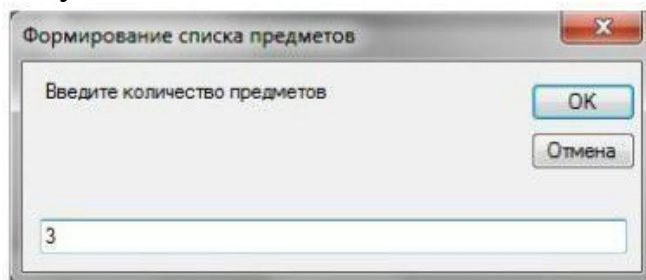 Формирование списка предметов
Введите количество предметов
OK
Отмена
3